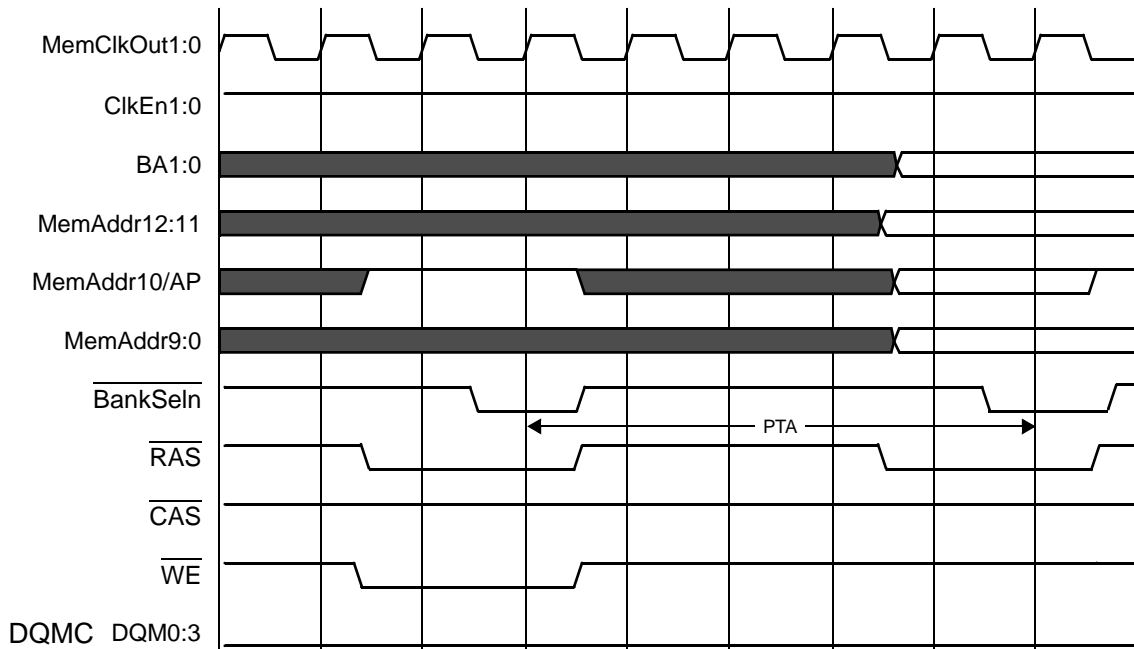 MemClkOut1:0
ClkEn1:0
BA1:0
MemAddr12:11
MemAddr10/AP
MemAddr9:0
BankSeln
PTA
RAS
CAS
WE
DQMC DQM0:3